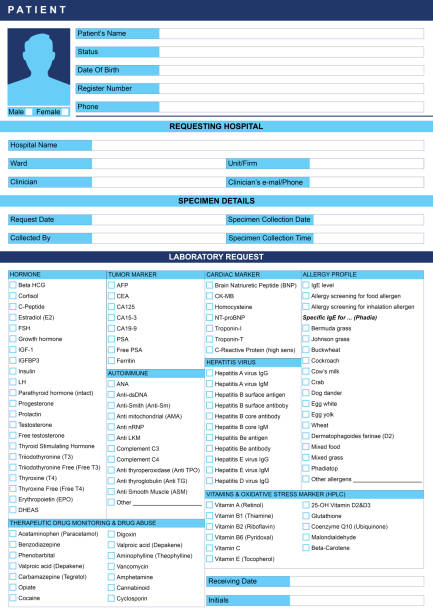 PATIENT
Patient's Name
Status
Date Of Birth
Register Number
Phone
Male Female
REQUESTING HOSPITAL
Hospital Name
Ward Unit/Firm
Clinician Clinician's e-mal/Phone
SPECIMEN DETAILS
Request Date Specimen Collection Date
Collected By Specimen Collection Time
LABORATORY REQUEST
HORMONE
Beta HCG
Cortisol
C-Peptide
Estradiol (E2)
FSH
Growth hormone
IGF-1
IGFBP3
Insulin
LH
Parathyroid hormone (intact)
Progesterone
Prolactin
Testosterone
Free testosterone
Thyroid Stimulating Hormone
Triiodothyronine (T3)
Triiodothyronine Free (Free T3)
Thyroxine (T4)
Thyroxine Free (Free T4)
Erythropoietin (EPO)
DHEAS
TUMOR MARKER
AFP
CEA
CA125
CA15-3
CA19-9
PSA
Free PSA
Ferritin
AUTOIMMUNE
ANA
Anti-dsDNA
Anti-Smith (Anti-Sm)
Anti mitochondrial (AMA)
Anti nRNP
Anti LKM
Complement C3
Complement C4
Anti thyroperoxidase (Anti TPO)
Anti thyroglobulin (Anti TG)
Anti Smooth Muscle (ASM)
Other
CARDIAC MARKER
Brain Natriuretic Peptide (BNP)
CK-MB
Homocysteine
NT-proBNP
Troponin-I
Troponin-T
C-Reactive Protein (high sens)
HEPATITIS VIRUS
Hepatitis A virus IgG
Hepatitis A virus IgM
Hepatitis B surface antigen
Hepatitis B surface antiboby
Hepatitis B core IgG
Hepatitis B core IgM
Hepatitis Be antigen
Hepatitis Be antibody
Hepatitis E virus IgG
Hepatitis E virus IgM
Hepatitis D virus IgG
ALLERGY PROFILE
IgE level
Allergy screening for food allergen
Allergy screening for inhalation allergen
Specific IgE for ... (Phadia)
Bermuda grass
Johnson grass
Buckwheat
Cockroach
Cow's milk
Crab
Dog dander
Egg white
Egg yolk
Wheat
Dermatophagoides farinae (D2)
Mixed food
Mixed grass
Phadiatop
Other allergens
THERAPEUTIC DRUG MONITORING & DRUG ABUSE
Acetaminophen (Paracetamol)
Benzodiazepine
Phenobarbital
Valproic acid (Depakene)
Carbamazepine (Tegretol)
Opiate
Cocaine
Digoxin
Valproic acid (Depakene)
Aminophylline (Theophylline)
Vancomycin
Amphetamine
Cannabinoid
Cyclosporin
VITAMINS & OXIDATIVE STRESS MARKER (HPLC)
Vitamin A (Retinol)
Vitamin B1 (Thiamine)
Vitamin B2 (Riboflavin)
Vitamin B6 (Pyridoxal)
Vitamin C
Vitamin E (Tocopherol)
25-OH Vitamin D2&D3
Glutathione
Coenzyme Q10 (Ubiquinone)
Malondialdehyde
Beta-Carotene
Receiving Date
Initials